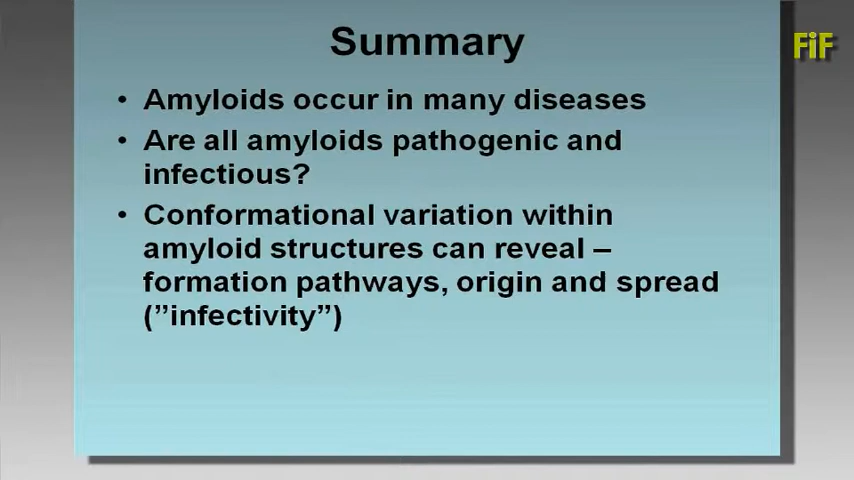 Summary
FiF
• Amyloids occur in many diseases
• Are all amyloids pathogenic and
infectious?
• Conformational variation within
amyloid structures can reveal –
formation pathways, origin and spread
(”infectivity”)